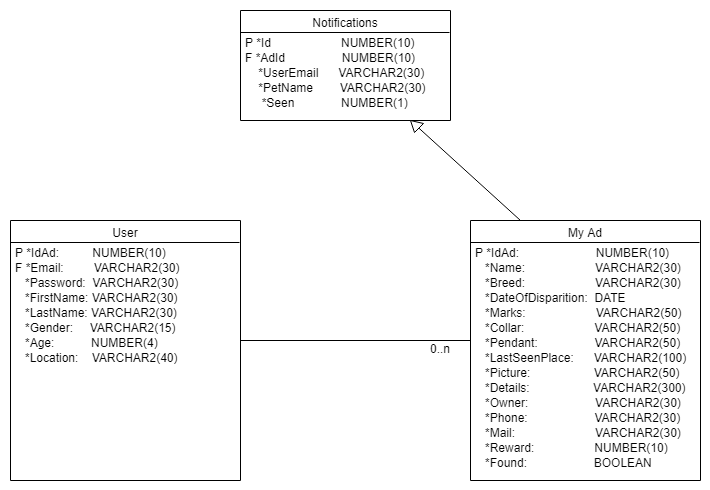 Notifications
P *Id NUMBER(10)
F *AdId NUMBER(10)
*UserEmail VARCHAR2(30)
*PetName VARCHAR2(30)
*Seen NUMBER(1)
User
P *IdAd: NUMBER(10)
F *Email: VARCHAR2(30)
*Password: VARCHAR2(30)
*FirstName: VARCHAR2(30)
*LastName: VARCHAR2(30)
*Gender: VARCHAR2(15)
*Age: NUMBER(4)
*Location: VARCHAR2(40)
0..n
My Ad
P *IdAd: NUMBER(10)
*Name: VARCHAR2(30)
*Breed: VARCHAR2(30)
*DateOfDisparition: DATE
*Marks: VARCHAR2(50)
*Collar: VARCHAR2(50)
*Pendant: VARCHAR2(50)
*LastSeenPlace: VARCHAR2(100)
*Picture: VARCHAR2(50)
*Details: VARCHAR2(300)
*Owner: VARCHAR2(30)
*Phone: VARCHAR2(30)
*Mail: VARCHAR2(30)
*Reward: NUMBER(10)
*Found: BOOLEAN